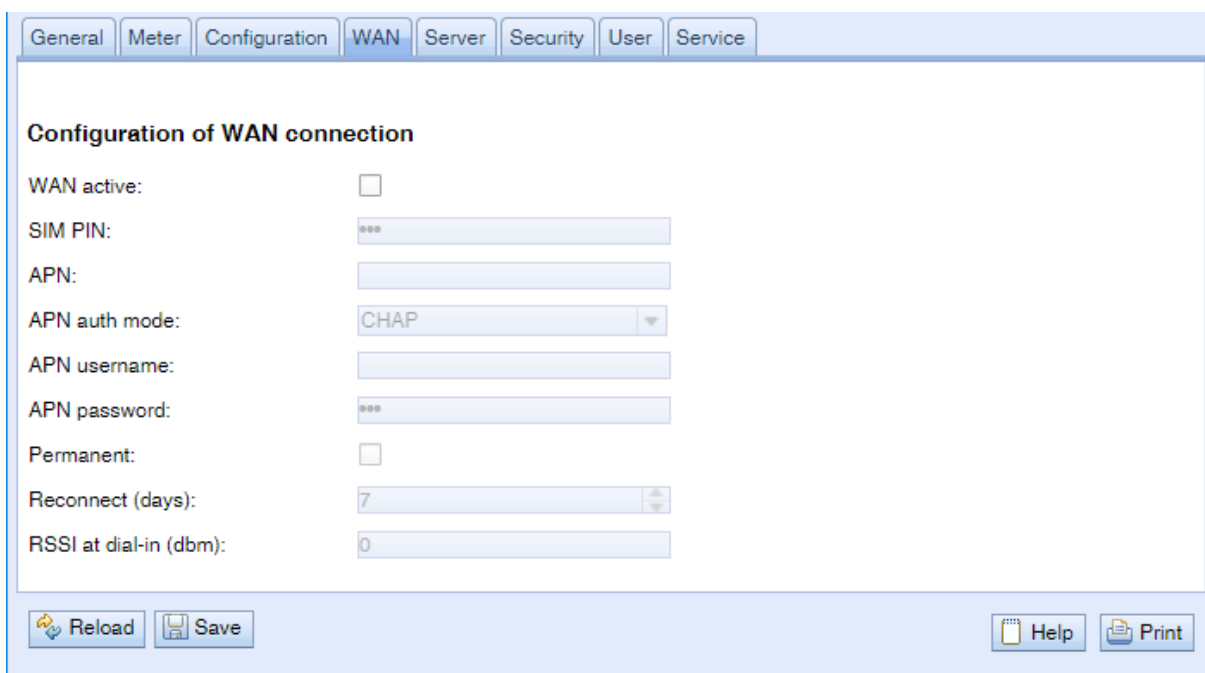 General Meter Configuration WAN Server Security User Service
Configuration of WAN connection
WAN active:
SIM PIN: •••
APN:
APN auth mode: CHAP
APN username:
APN password: •••
Permanent:
Reconnect (days): 7
RSSI at dial-in (dbm): 0
Reload Save Help Print